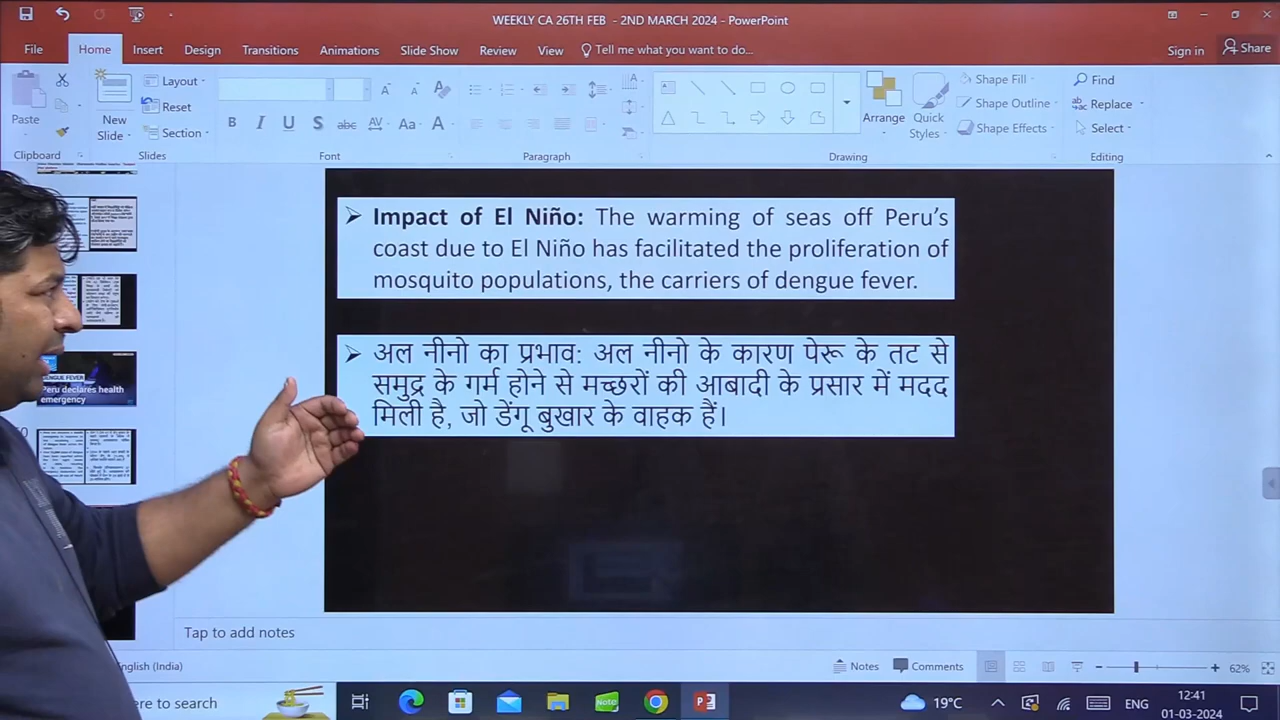 WEEKLY CA 26TH FEB - 2ND MARCH 2024 - PowerPoint
File Home Insert Design Transitions Animations Slide Show Review View Tell me what you want to do... Sign in Share
Paste
New Slide
Layout
Reset
Section
B I U S abc AV Aa A
Arrange
Quick Styles
Shape Fill
Shape Outline
Shape Effects
Find
Replace
Select
Clipboard Slides Font Paragraph Drawing Editing
Impact of El Niño: The warming of seas off Peru's
coast due to El Niño has facilitated the proliferation of
mosquito populations, the carriers of dengue fever.
अल नीनो का प्रभाव: अल नीनो के कारण पेरू के तट से
समुद्र के गर्म होने से मच्छरों की आबादी के प्रसार में मदद
मिली है, जो डेंगू बुखार के वाहक हैं।
FEVER
Peru declares health
emergency
Tap to add notes
English (India) Notes Comments 62%
to search
Note
19°C ENG 12:41
01-03-2024